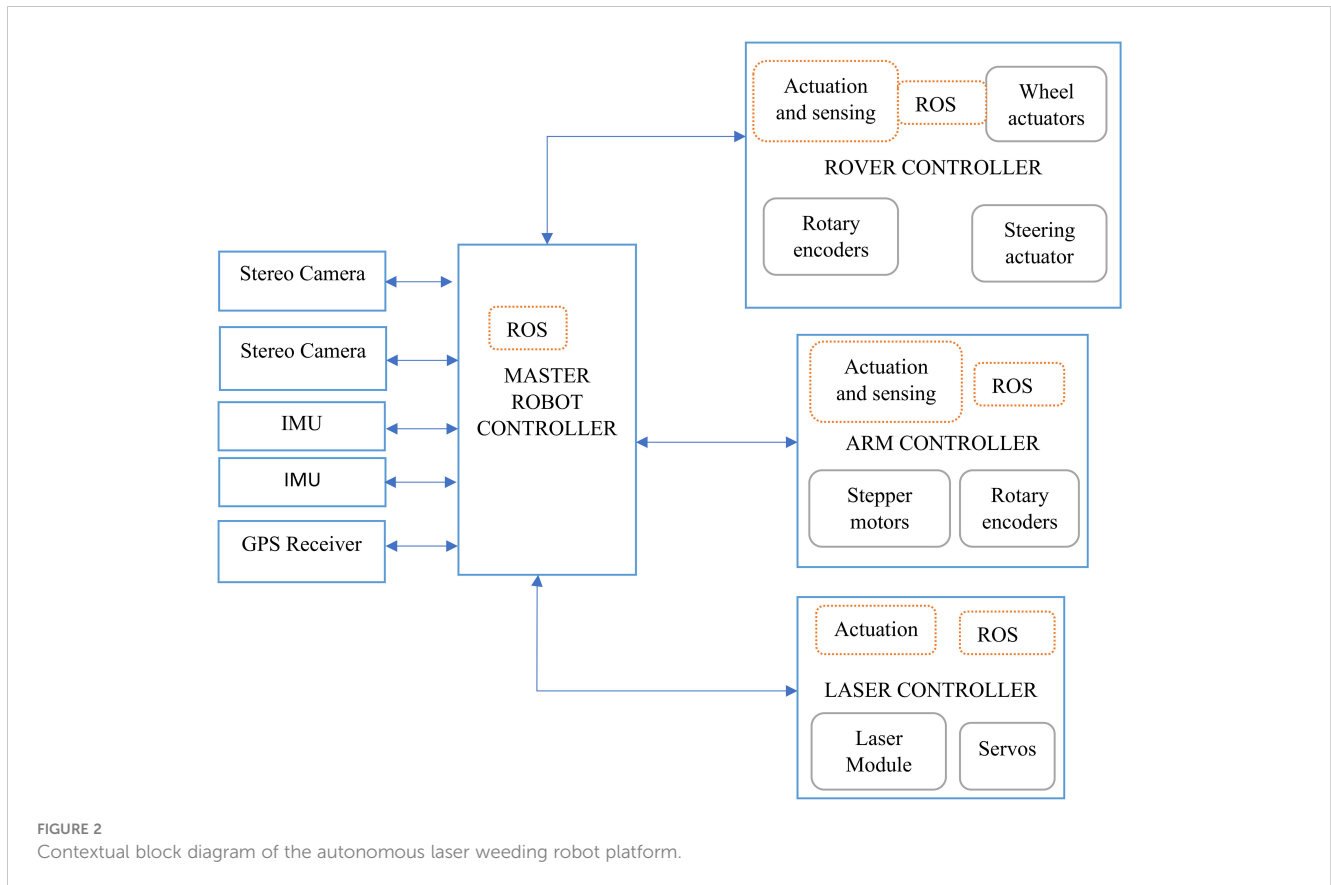 Stereo Camera
Stereo Camera
IMU
IMU
GPS Receiver
ROS
MASTER
ROBOT
CONTROLLER
Actuation
and sensing
ROS
Wheel
actuators
ROVER CONTROLLER
Rotary
encoders
Steering
actuator
Actuation
and sensing
ROS
ARM CONTROLLER
Stepper
motors
Rotary
encoders
Actuation
ROS
LASER CONTROLLER
Laser
Module
Servos
FIGURE 2
Contextual block diagram of the autonomous laser weeding robot platform.